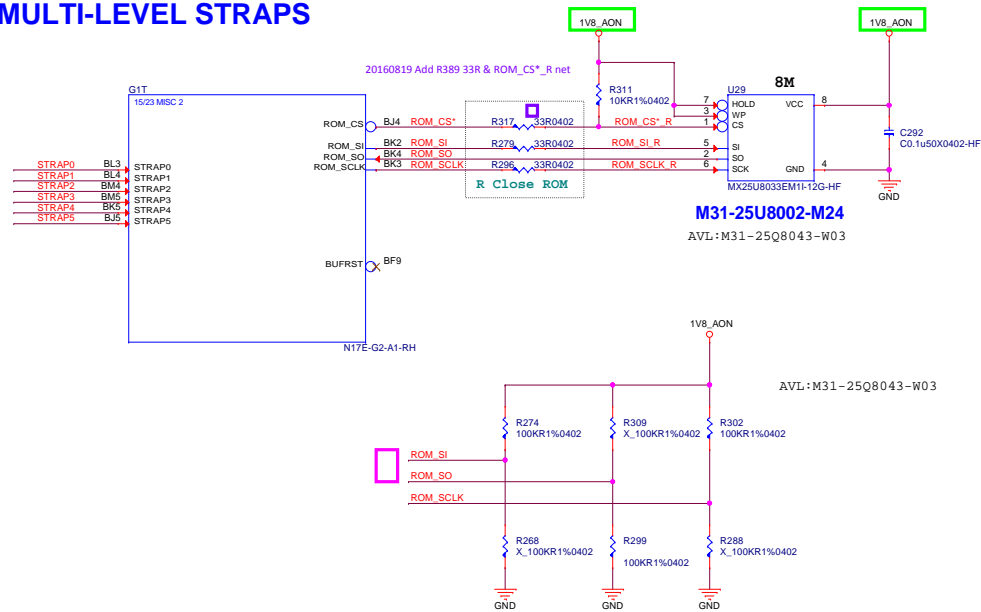 MULTI-LEVEL STRAPS
1V8_AON
1V8_AON
20160819 Add R389 33R & ROM_CS*_R net
G1T
15/23 MISC 2
R311
10KR1%0402
U29
8M
ROM_CS
BJ4
ROM_CS*
R317
33R0402
ROM_CS*_R
7
3
1
HOLD
WP
CS
VCC
8
ROM_SI
BK2
ROM_SI
R279
33R0402
ROM_SI_R
5
SI
ROM_SO
BK4
ROM_SO
2
SO
ROM_SCLK
BK3
ROM_SCLK
R296
33R0402
ROM_SCLK_R
6
SCK
GND
4
C292
C0.1u50X0402-HF
GND
R Close ROM
MX25U8033EM1I-12G-HF
M31-25U8002-M24
AVL:M31-25Q8043-W03
STRAP0
BL3
STRAP0
STRAP1
BL4
STRAP1
STRAP2
BM4
STRAP2
STRAP3
BM5
STRAP3
STRAP4
BK5
STRAP4
STRAP5
BJ5
STRAP5
BUFRST
BF9
N17E-G2-A1-RH
1V8_AON
AVL:M31-25Q8043-W03
R274
100KR1%0402
R309
X_100KR1%0402
R302
100KR1%0402
ROM_SI
ROM_SO
ROM_SCLK
R268
X_100KR1%0402
R299
100KR1%0402
R288
X_100KR1%0402
GND
GND
GND